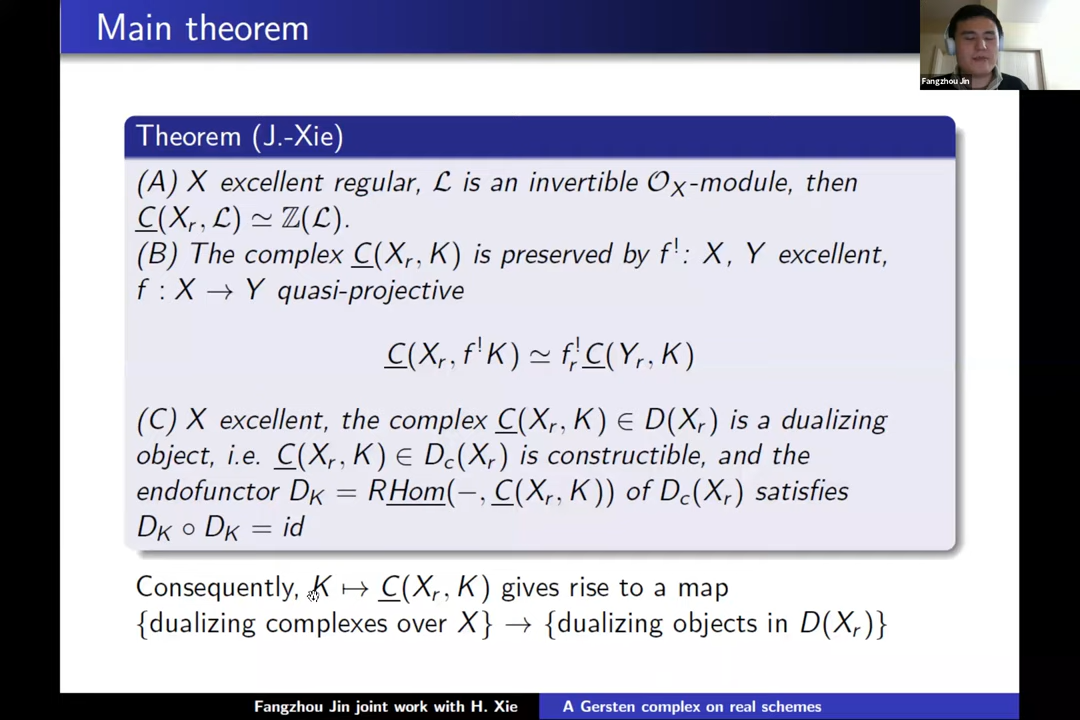 Main theorem
Fangzhou Jin
Theorem (J.-Xie)
(A) X excellent regular, ℒ is an invertible 𝒪_X-module, then
C(X_r, ℒ) ≃ ℤ(ℒ).
(B) The complex C(X_r, K) is preserved by f^!: X, Y excellent,
f : X → Y quasi-projective
C(X_r, f^!K) ≃ f_r^!C(Y_r, K)
(C) X excellent, the complex C(X_r, K) ∈ D(X_r) is a dualizing
object, i.e. C(X_r, K) ∈ D_c(X_r) is constructible, and the
endofunctor D_K = RHom(−, C(X_r, K)) of D_c(X_r) satisfies
D_K ∘ D_K = id
Consequently, K ↦ C(X_r, K) gives rise to a map
{dualizing complexes over X} → {dualizing objects in D(X_r)}
Fangzhou Jin joint work with H. Xie
A Gersten complex on real schemes